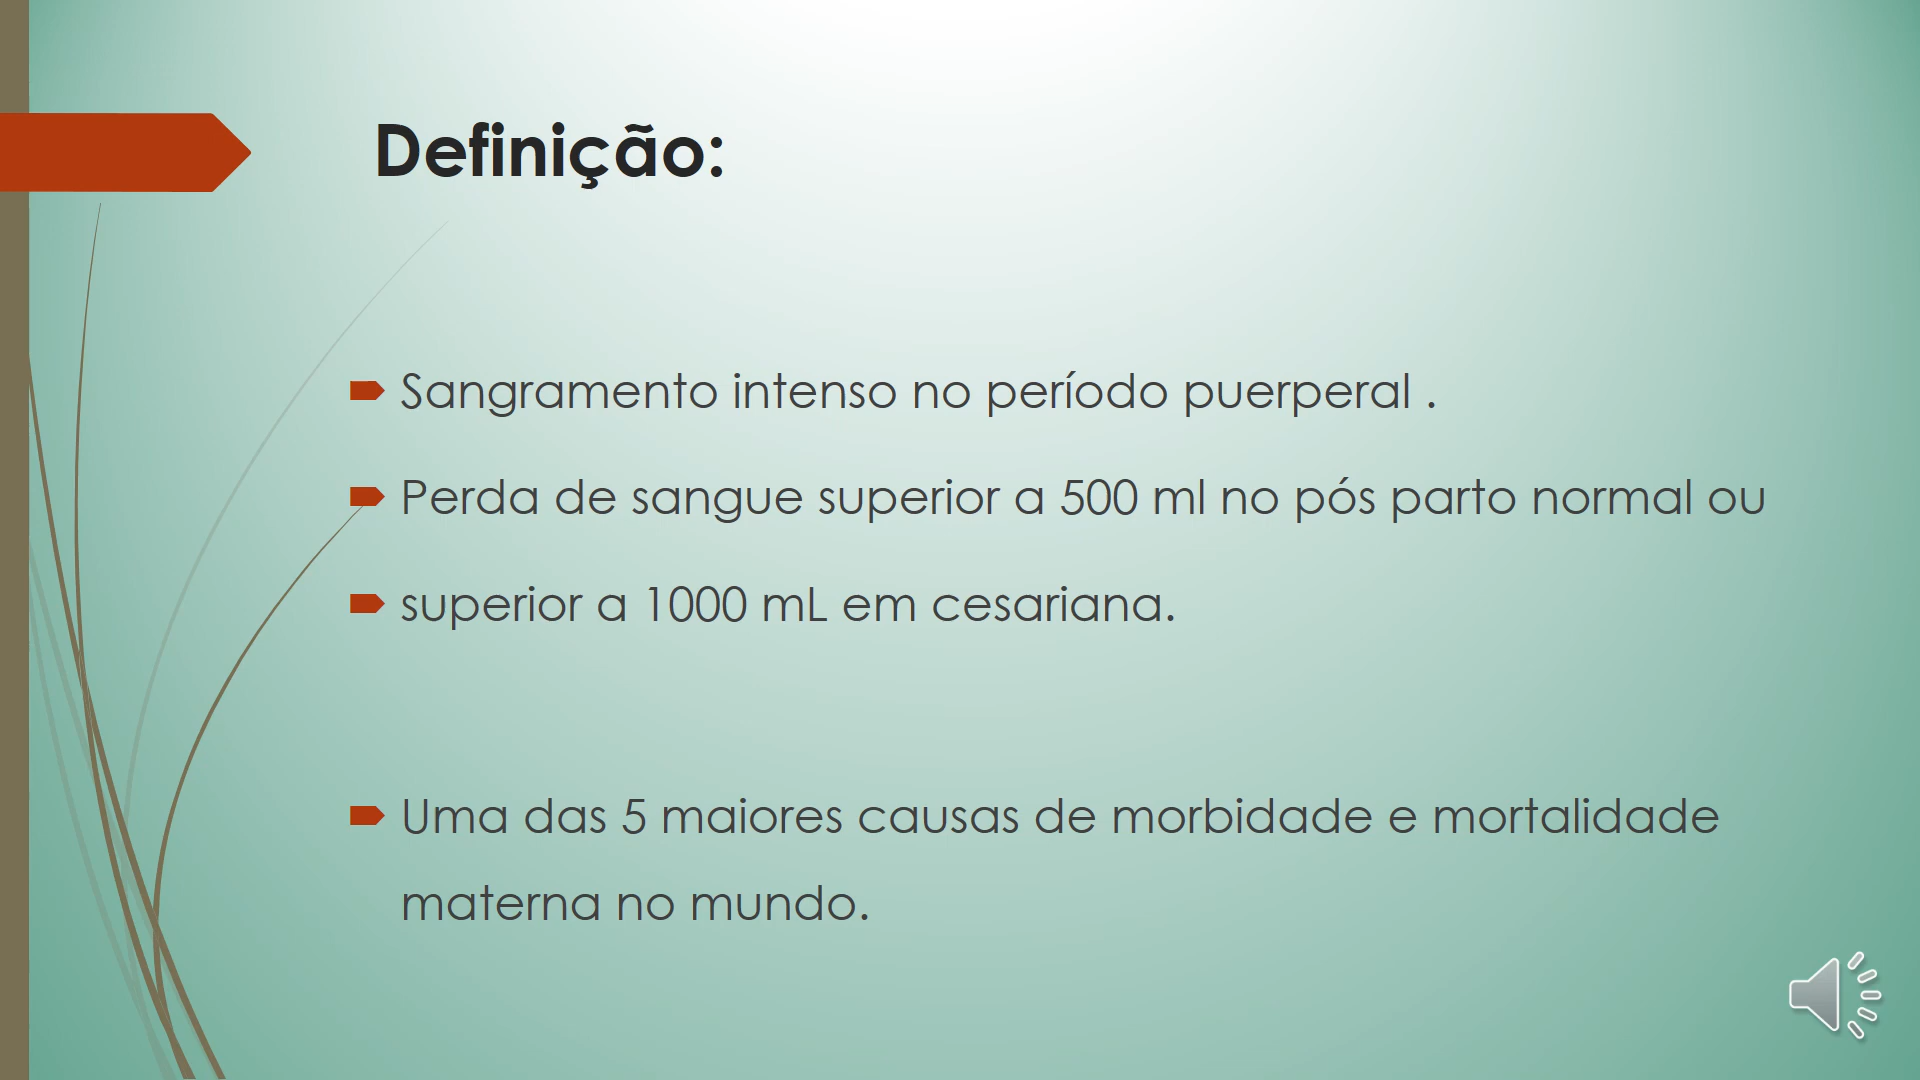 Definição:
Sangramento intenso no período puerperal .
Perda de sangue superior a 500 ml no pós parto normal ou
superior a 1000 mL em cesariana.
Uma das 5 maiores causas de morbidade e mortalidade
materna no mundo.